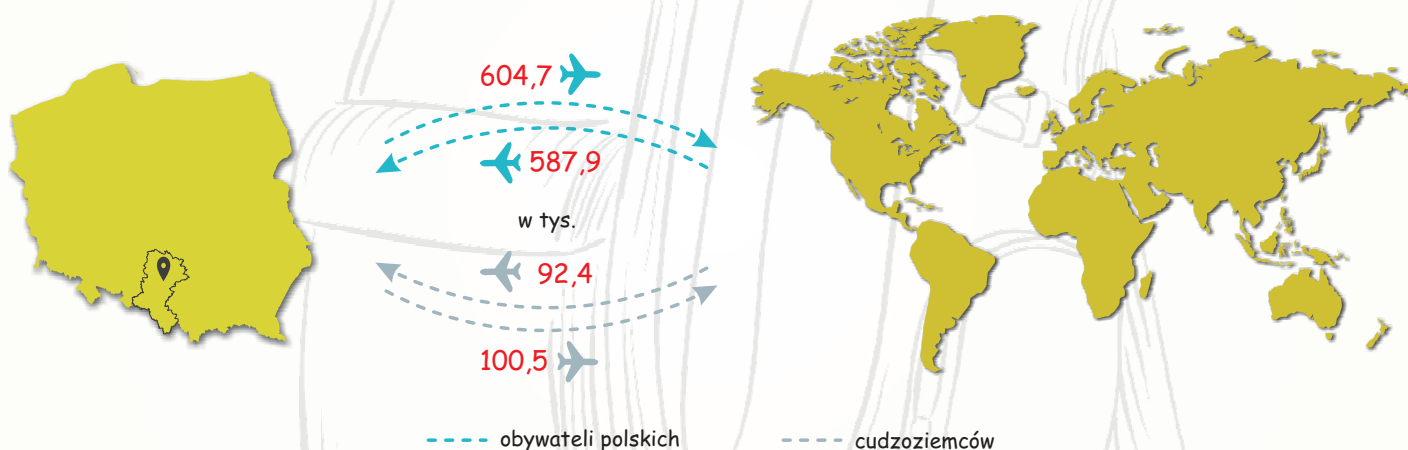 604,7
587,9
w tys.
92,4
100,5
obywateli polskich
cudzoziemców